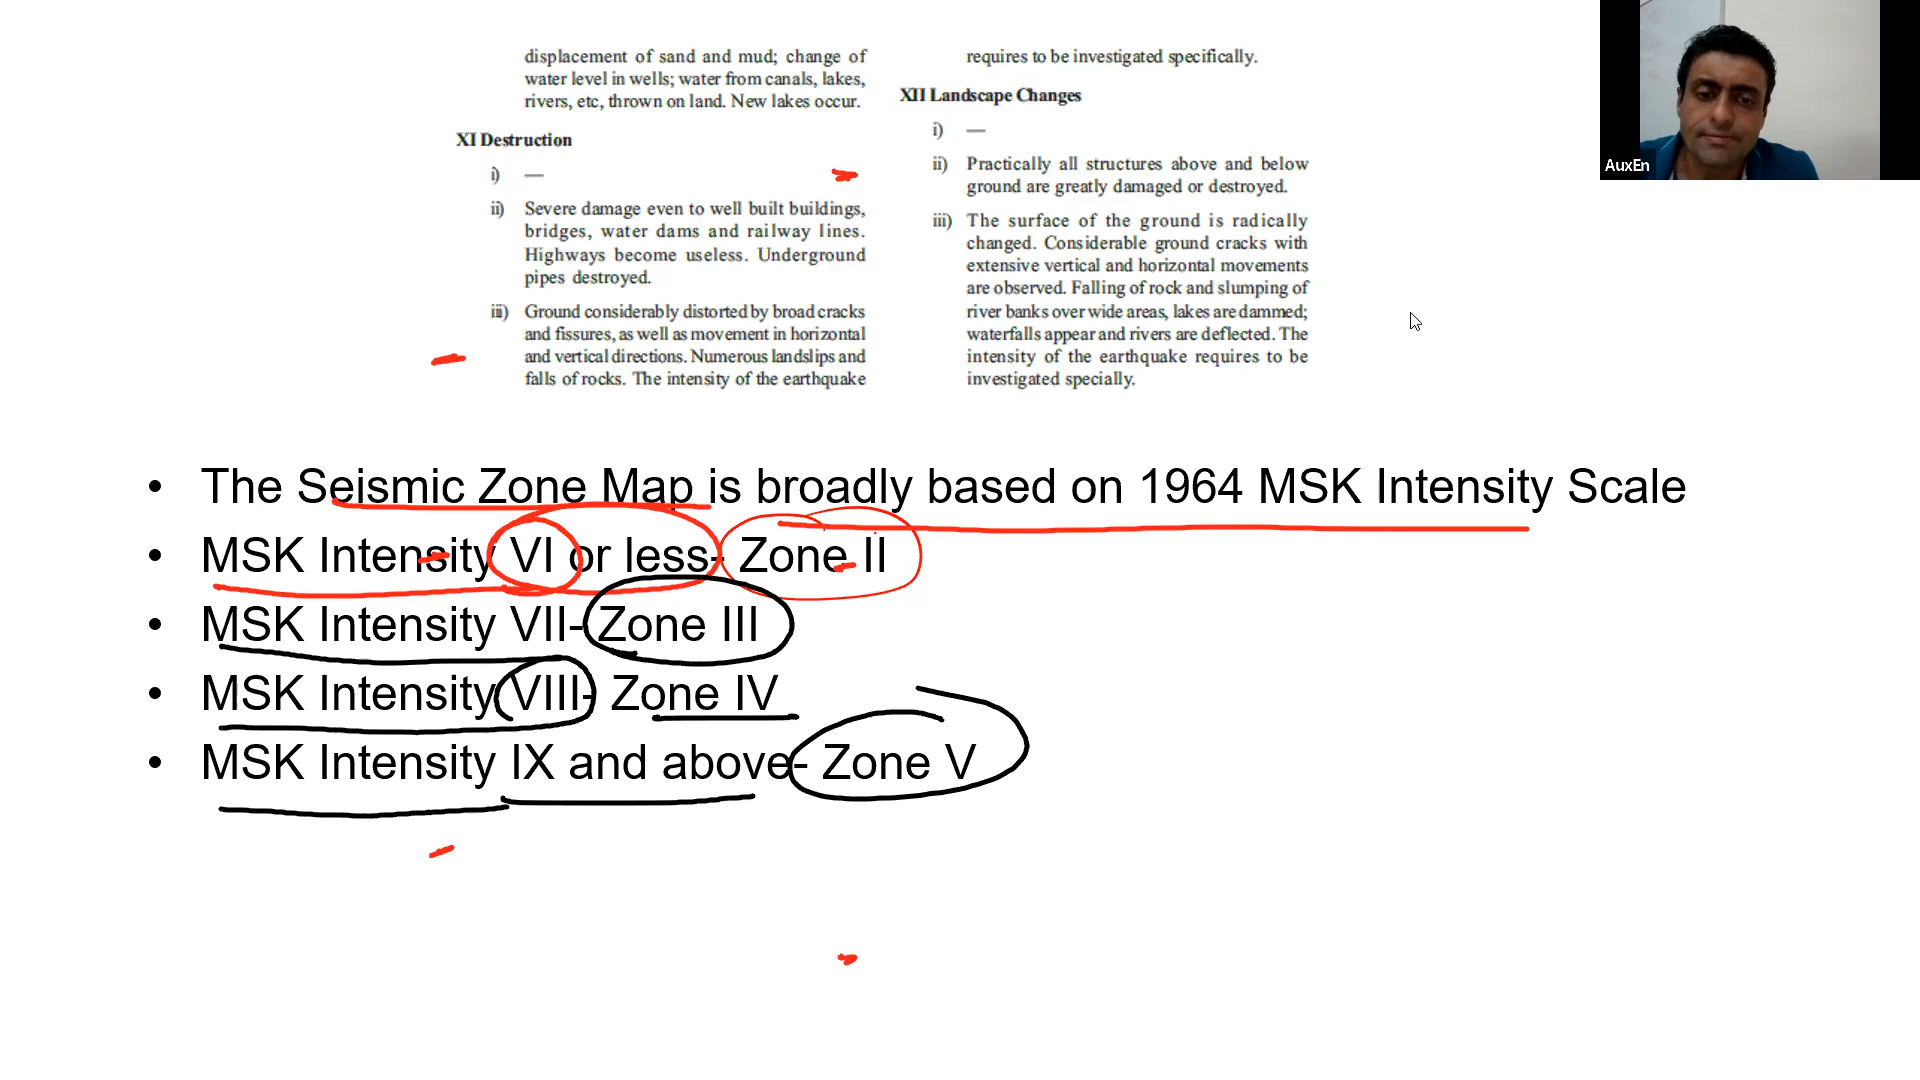 displacement of sand and mud; change of
water level in wells; water from canals, lakes,
rivers, etc, thrown on land. New lakes occur.
XI Destruction
i) —
ii) Severe damage even to well built buildings,
bridges, water dams and railway lines.
Highways become useless. Underground
pipes destroyed.
iii) Ground considerably distorted by broad cracks
and fissures, as well as movement in horizontal
and vertical directions. Numerous landslips and
falls of rocks. The intensity of the earthquake
requires to be investigated specifically.
XII Landscape Changes
i) —
ii) Practically all structures above and below
ground are greatly damaged or destroyed.
iii) The surface of the ground is radically
changed. Considerable ground cracks with
extensive vertical and horizontal movements
are observed. Falling of rock and slumping of
river banks over wide areas, lakes are dammed;
waterfalls appear and rivers are deflected. The
intensity of the earthquake requires to be
investigated specially.
AuxEn
• The Seismic Zone Map is broadly based on 1964 MSK Intensity Scale
• MSK Intensity VI or less- Zone II
• MSK Intensity VII- Zone III
• MSK Intensity VIII- Zone IV
• MSK Intensity IX and above- Zone V